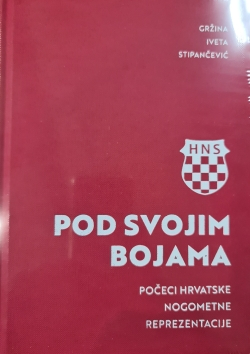 GRŽINA
IVETA
STIPANČEVIĆ
HNS
POD SVOJIM
BOJAMA
POČECI HRVATSKE
NOGOMETNE
REPREZENTACIJE